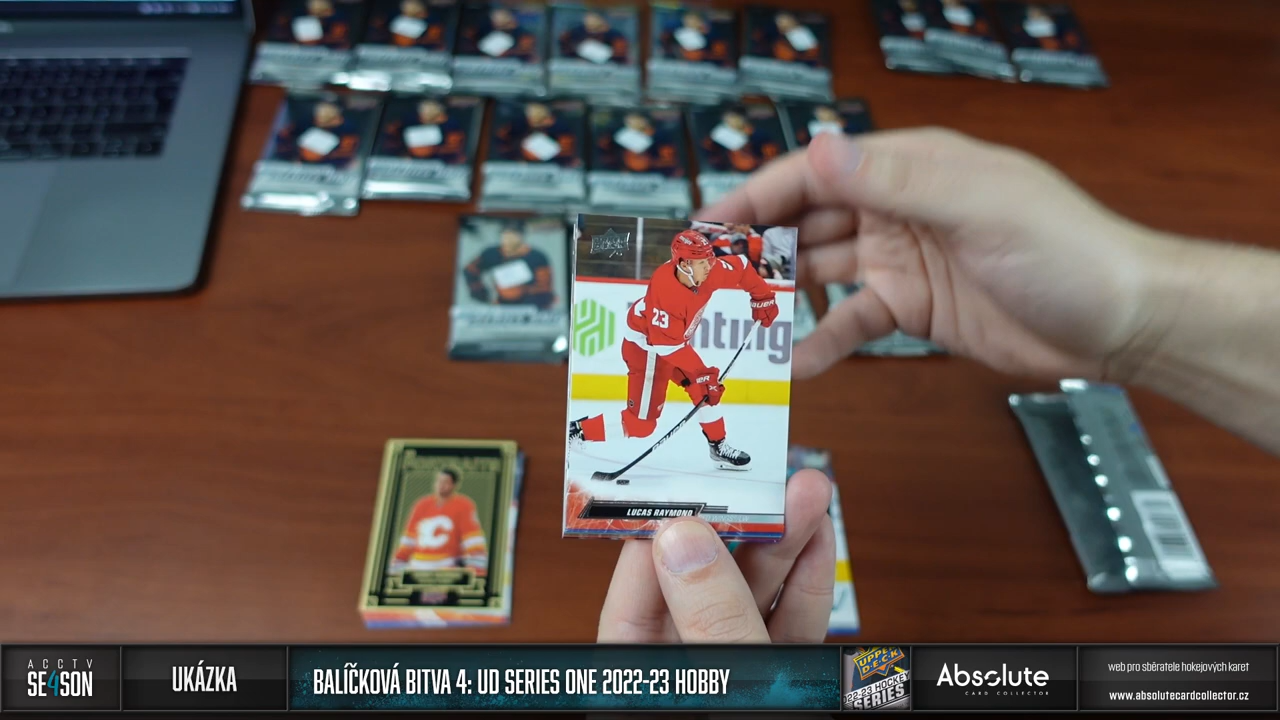 23
nting
BAUER
LUCAS RAYMOND
ACCTV
SE4SON
UKÁZKA
BALÍČKOVÁ BITVA 4: UD SERIES ONE 2022-23 HOBBY
UPPER DECK
22-23 HOCKEY
SERIES
Absolute
CARD COLLECTOR
web pro sběratele hokejových karet
www.absolutecardcollector.cz